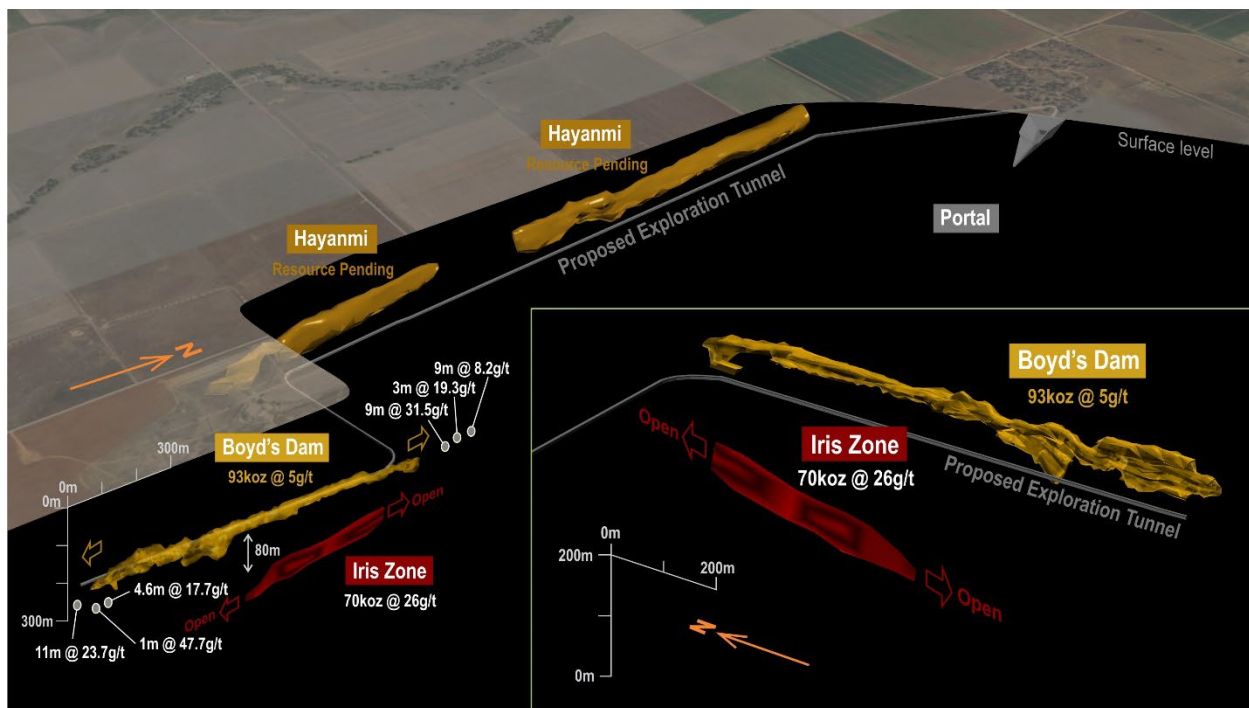 Hayanmi
Resource Pending
Surface level
Portal
Proposed Exploration Tunnel
Hayanmi
Resource Pending
N
9m @ 8.2g/t
3m @ 19.3g/t
9m @ 31.5g/t
300m
0m
0m
300m
Boyd's Dam
93koz @ 5g/t
Open
80m
Iris Zone
70koz @ 26g/t
Open
4.6m @ 17.7g/t
1m @ 47.7g/t
11m @ 23.7g/t
Boyd's Dam
93koz @ 5g/t
Open
Iris Zone
70koz @ 26g/t
Proposed Exploration Tunnel
0m
200m
200m
0m
Open
N